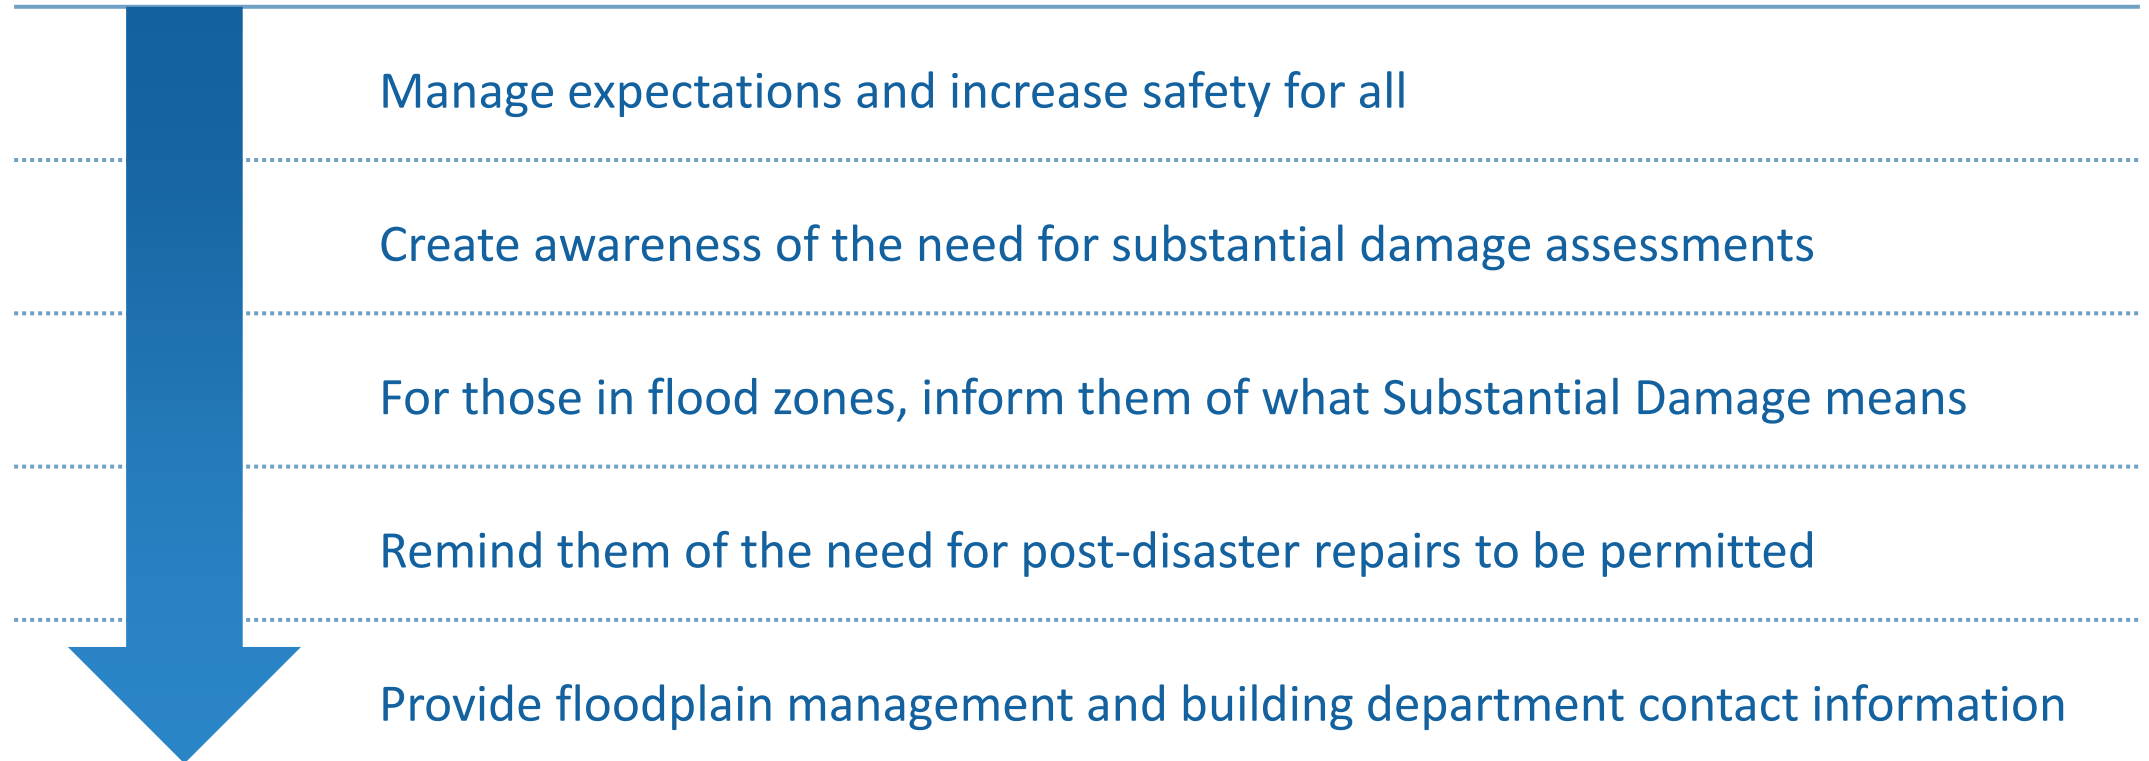 Manage expectations and increase safety for all
Create awareness of the need for substantial damage assessments
For those in flood zones, inform them of what Substantial Damage means
Remind them of the need for post-disaster repairs to be permitted
Provide floodplain management and building department contact information